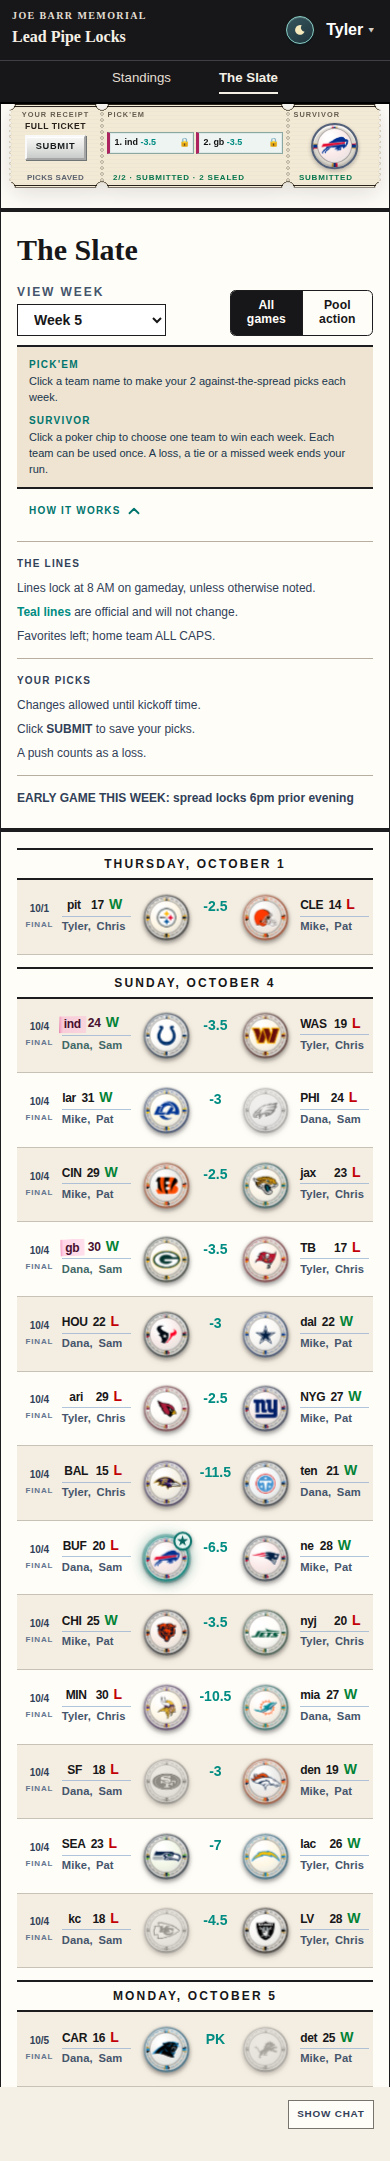 JOE BARR MEMORIAL
Lead Pipe Locks
Tyler
Standings
The Slate
YOUR RECEIPT
FULL TICKET
SUBMIT
PICKS SAVED
PICK'EM
1. ind -3.5
2. gb -3.5
2/2 · SUBMITTED · 2 SEALED
SURVIVOR
SUBMITTED
The Slate
VIEW WEEK
Week 5
All games
Pool action
PICK'EM
Click a team name to make your 2 against-the-spread picks each
week.
SURVIVOR
Click a poker chip to choose one team to win each week. Each
team can be used once. A loss, a tie or a missed week ends your
run.
HOW IT WORKS
THE LINES
Lines lock at 8 AM on gameday, unless otherwise noted.
Teal lines are official and will not change.
Favorites left; home team ALL CAPS.
YOUR PICKS
Changes allowed until kickoff time.
Click SUBMIT to save your picks.
A push counts as a loss.
EARLY GAME THIS WEEK: spread locks 6pm prior evening
THURSDAY, OCTOBER 1
10/1 pit 17 W -2.5 CLE 14 L
FINAL Tyler, Chris Mike, Pat
SUNDAY, OCTOBER 4
10/4 ind 24 W -3.5 WAS 19 L
FINAL Dana, Sam Tyler, Chris
10/4 lar 31 W -3 PHI 24 L
FINAL Mike, Pat Dana, Sam
10/4 CIN 29 W -2.5 jax 23 L
FINAL Mike, Pat Tyler, Chris
10/4 gb 30 W -3.5 TB 17 L
FINAL Dana, Sam Tyler, Chris
10/4 HOU 22 L -3 dal 22 W
FINAL Dana, Sam Mike, Pat
10/4 ari 29 L -2.5 NYG 27 W
FINAL Tyler, Chris Mike, Pat
10/4 BAL 15 L -11.5 ten 21 W
FINAL Tyler, Chris Dana, Sam
10/4 BUF 20 L -6.5 ne 28 W
FINAL Dana, Sam Mike, Pat
10/4 CHI 25 W -3.5 nyj 20 L
FINAL Mike, Pat JETS Tyler, Chris
10/4 MIN 30 L -10.5 mia 27 W
FINAL Tyler, Chris Dana, Sam
10/4 SF 18 L -3 den 19 W
FINAL Dana, Sam Mike, Pat
10/4 SEA 23 L -7 lac 26 W
FINAL Mike, Pat Tyler, Chris
10/4 kc 18 L -4.5 LV 28 W
FINAL Dana, Sam Tyler, Chris
MONDAY, OCTOBER 5
10/5 CAR 16 L PK det 25 W
FINAL Dana, Sam Mike, Pat
SHOW CHAT